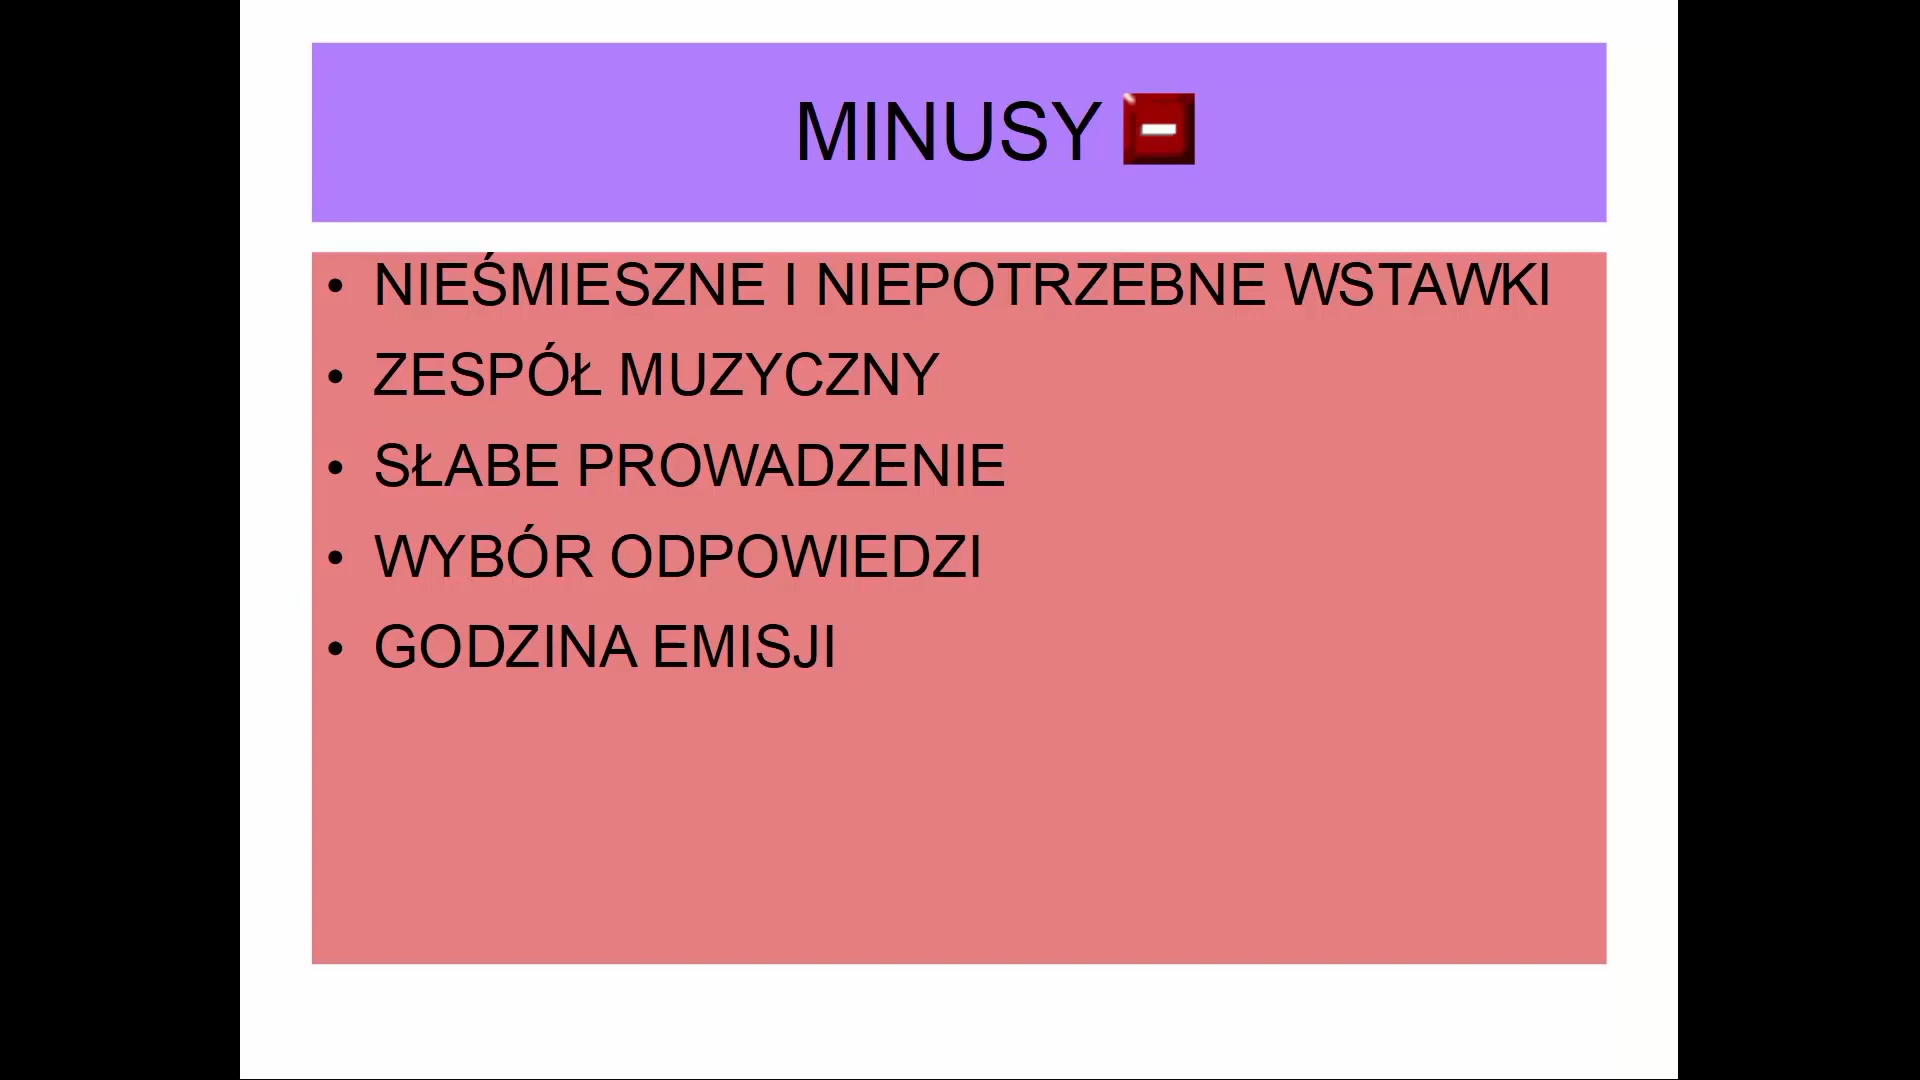 MINUSY
• NIEŚMIESZNE I NIEPOTRZEBNE WSTAWKI
• ZESPÓŁ MUZYCZNY
• SŁABE PROWADZENIE
• WYBÓR ODPOWIEDZI
• GODZINA EMISJI